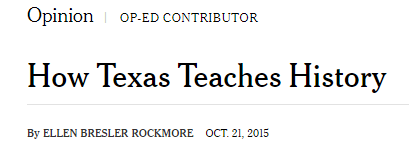 Opinion | OP-ED CONTRIBUTOR
How Texas Teaches History
By ELLEN BRESLER ROCKMORE OCT. 21, 2015